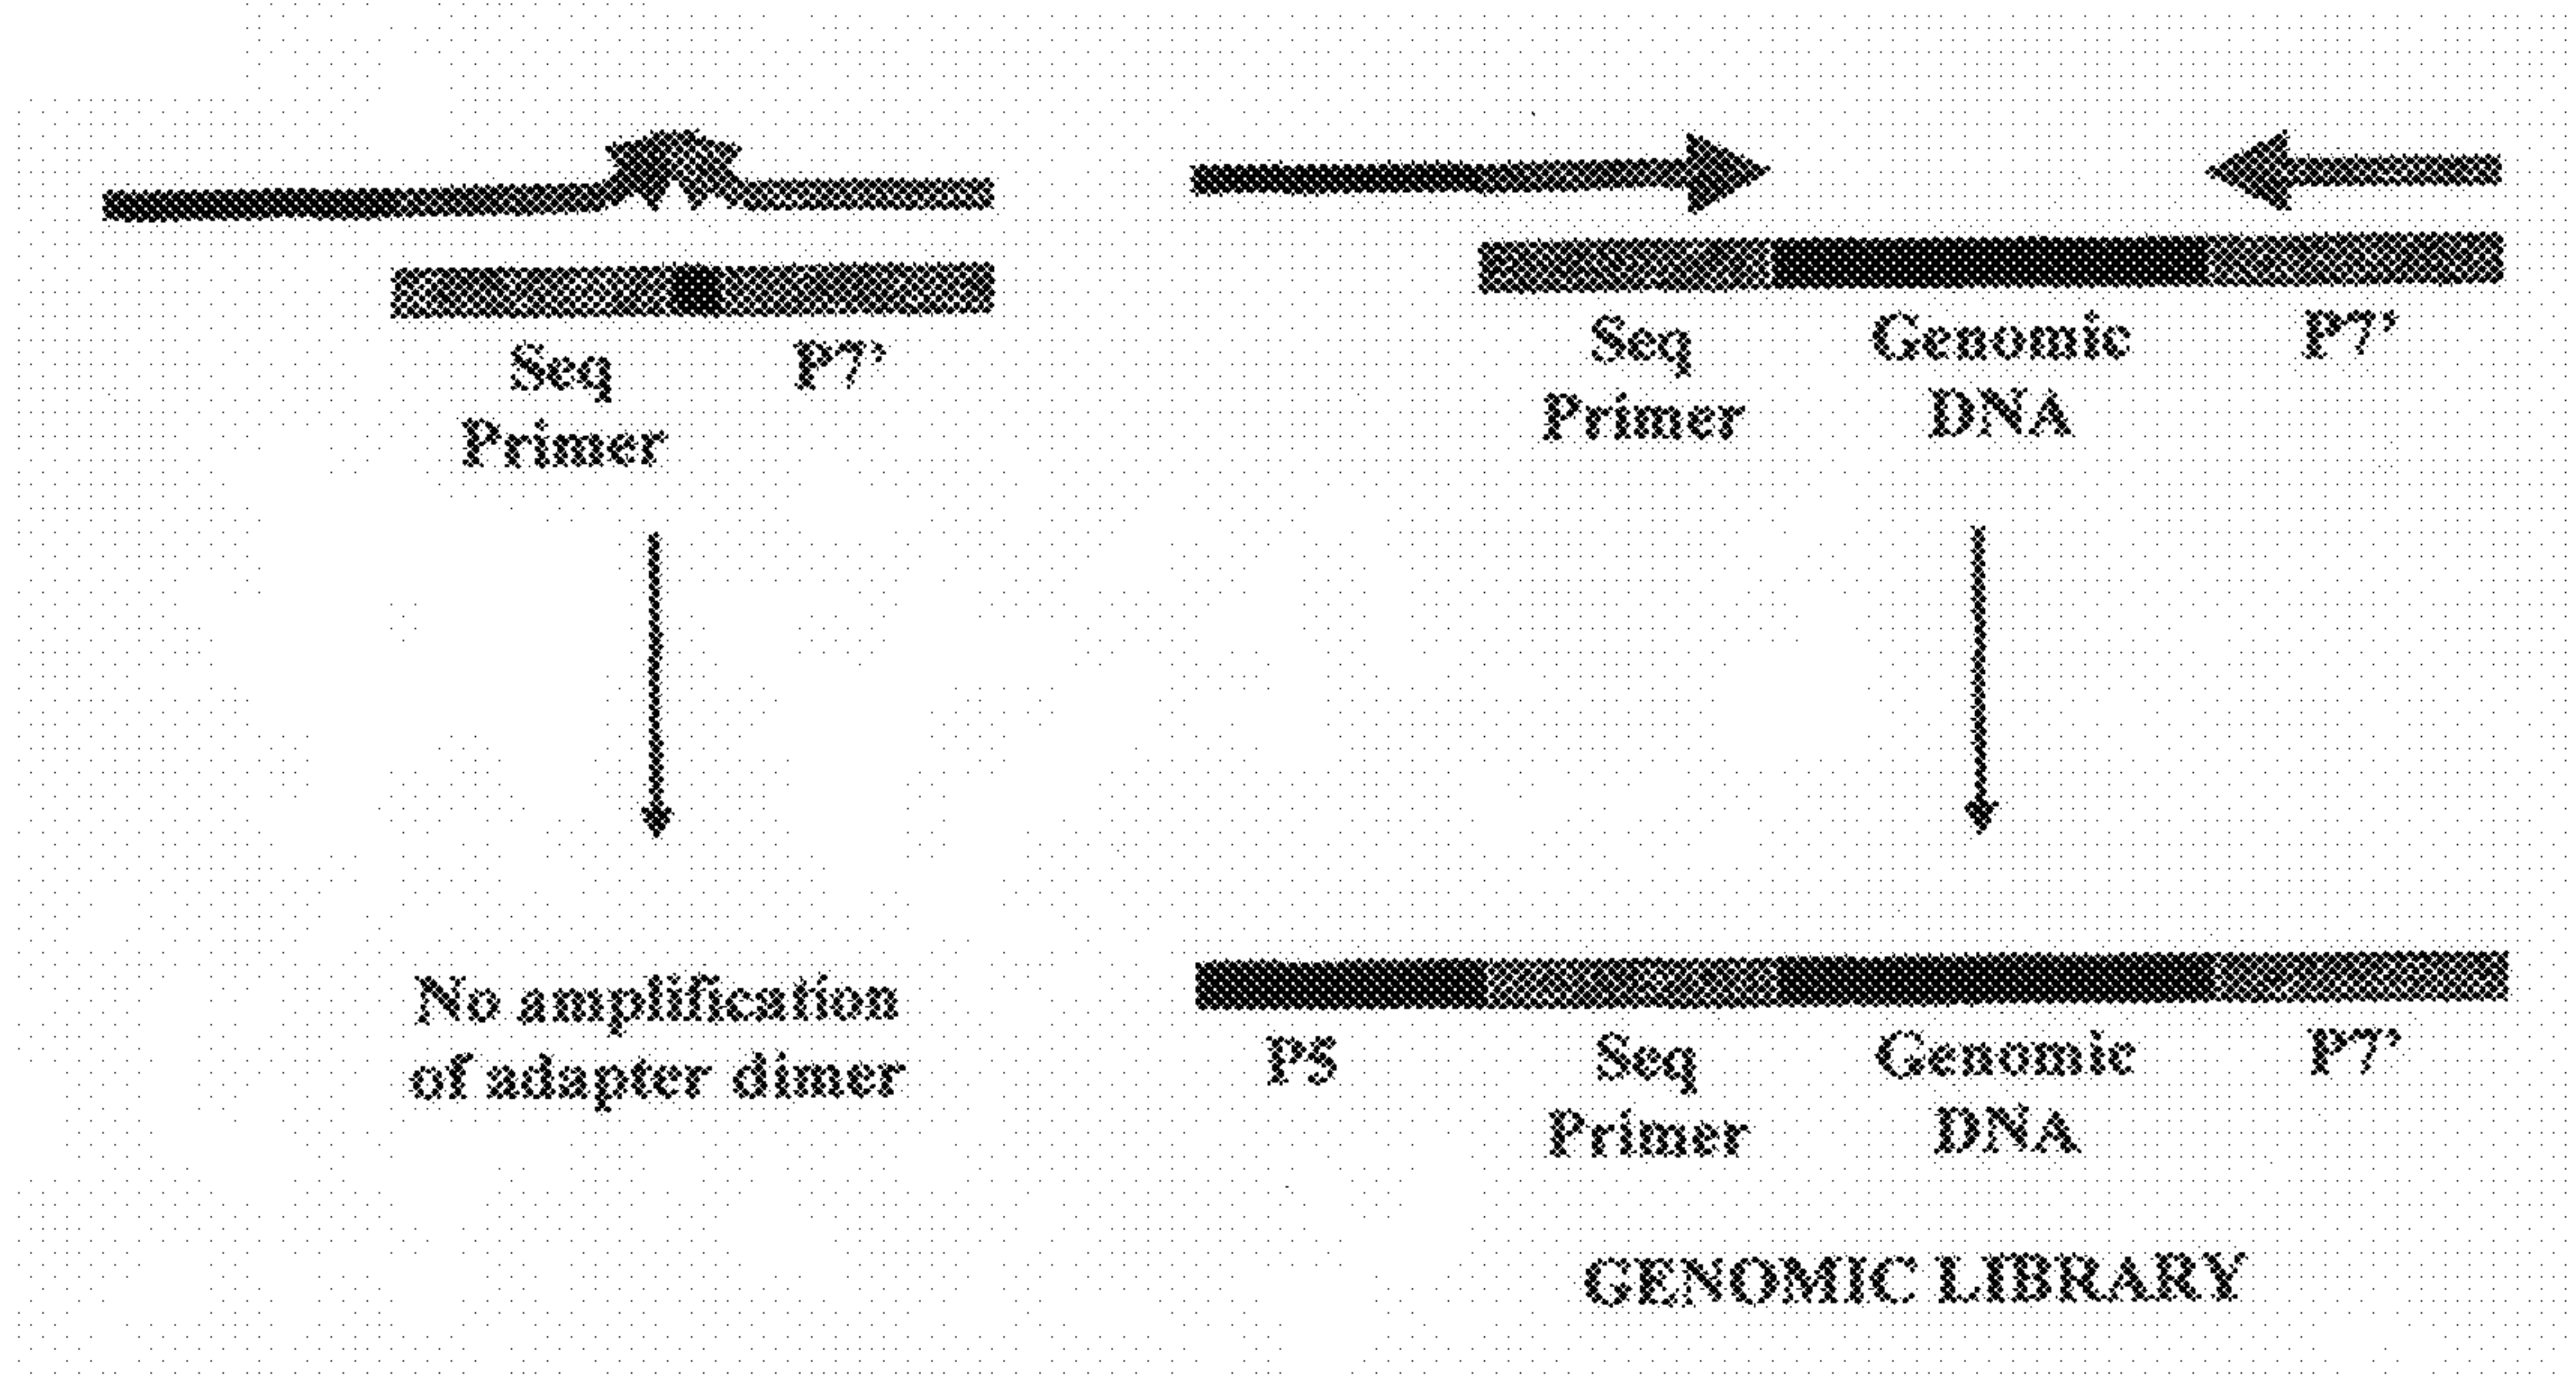 Seq
Primer
P7’
Seq
Primer
Genomic
DNA
P7’
No amplification
of adapter dimer
P5
Seq
Primer
Genomic
DNA
P7’
GENOMIC LIBRARY